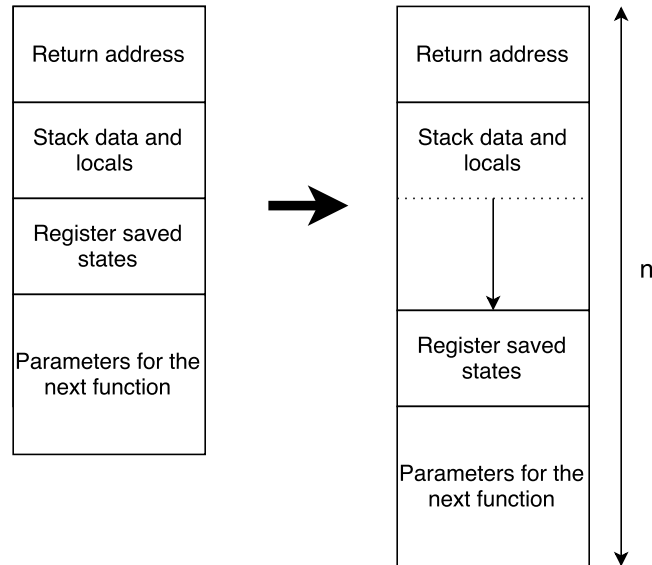 Return address
Stack data and
locals
Register saved
states
Parameters for the
next function
Return address
Stack data and
locals
Register saved
states
Parameters for the
next function
n